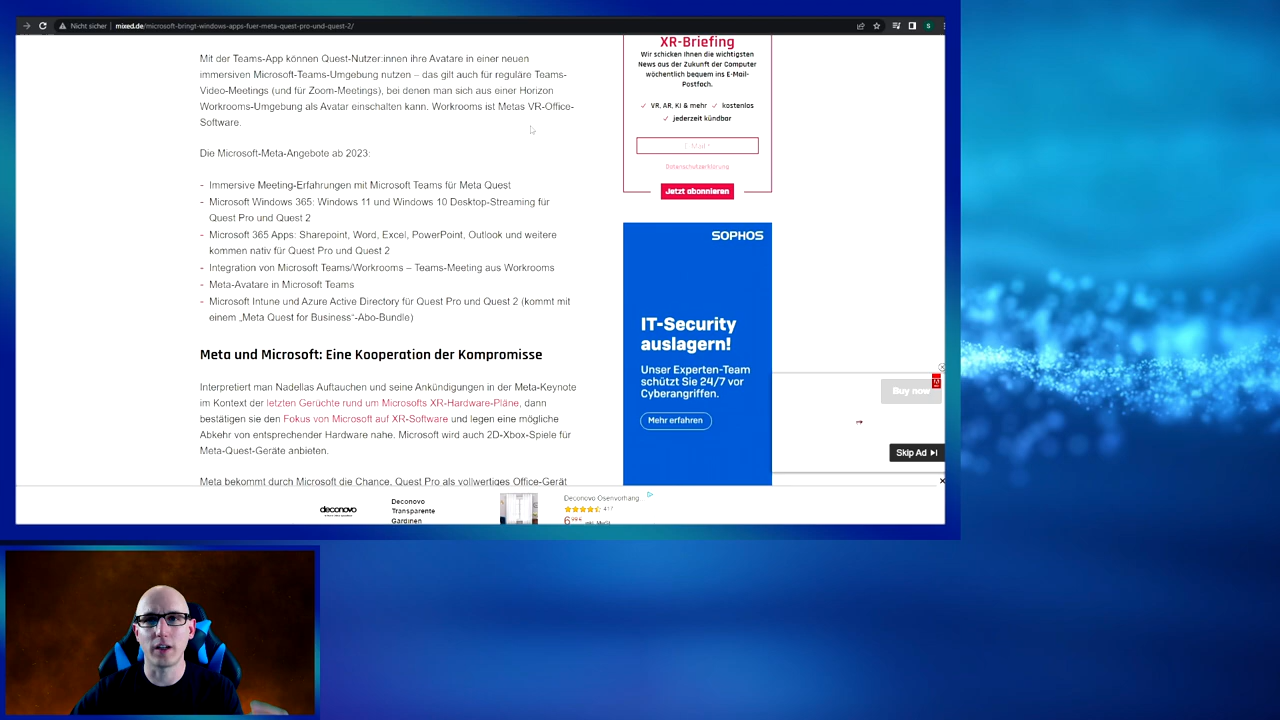 Nicht sicher
mixed.de/microsoft-bringt-windows-apps-fuer-meta-quest-pro-und-quest-2/
S
Mit der Teams-App können Quest-Nutzer:innen ihre Avatare in einer neuen
immersiven Microsoft-Teams-Umgebung nutzen – das gilt auch für reguläre Teams-
Video-Meetings (und für Zoom-Meetings), bei denen man sich aus einer Horizon
Workrooms-Umgebung als Avatar einschalten kann. Workrooms ist Metas VR-Office-
Software.
Die Microsoft-Meta-Angebote ab 2023:
- Immersive Meeting-Erfahrungen mit Microsoft Teams für Meta Quest
- Microsoft Windows 365: Windows 11 und Windows 10 Desktop-Streaming für
Quest Pro und Quest 2
- Microsoft 365 Apps: Sharepoint, Word, Excel, PowerPoint, Outlook und weitere
kommen nativ für Quest Pro und Quest 2
- Integration von Microsoft Teams/Workrooms – Teams-Meeting aus Workrooms
- Meta-Avatare in Microsoft Teams
- Microsoft Intune und Azure Active Directory für Quest Pro und Quest 2 (kommt mit
einem „Meta Quest for Business“-Abo-Bundle)
Meta und Microsoft: Eine Kooperation der Kompromisse
Interpretiert man Nadellas Auftauchen und seine Ankündigungen in der Meta-Keynote
im Kontext der letzten Gerüchte rund um Microsofts XR-Hardware-Pläne, dann
bestätigen sie den Fokus von Microsoft auf XR-Software und legen eine mögliche
Abkehr von entsprechender Hardware nahe. Microsoft wird auch 2D-Xbox-Spiele für
Meta-Quest-Geräte anbieten.
Meta bekommt durch Microsoft die Chance, Quest Pro als vollwertiges Office-Gerät
XR-Briefing
Wir schicken Ihnen die wichtigsten
News aus der Zukunft der Computer
wöchentlich bequem ins E-Mail-
Postfach.
✓ VR, AR, KI & mehr ✓ kostenlos
✓ jederzeit kündbar
E-Mail*
Datenschutzerklärung
Jetzt abonnieren
SOPHOS
IT-Security
auslagern!
Unser Experten-Team
schützt Sie 24/7 vor
Cyberangriffen.
Mehr erfahren
Buy now
Skip Ad
deconovo
Deconovo
Transparente
Gardinen
Deconovo Ösenvorhang
417
6